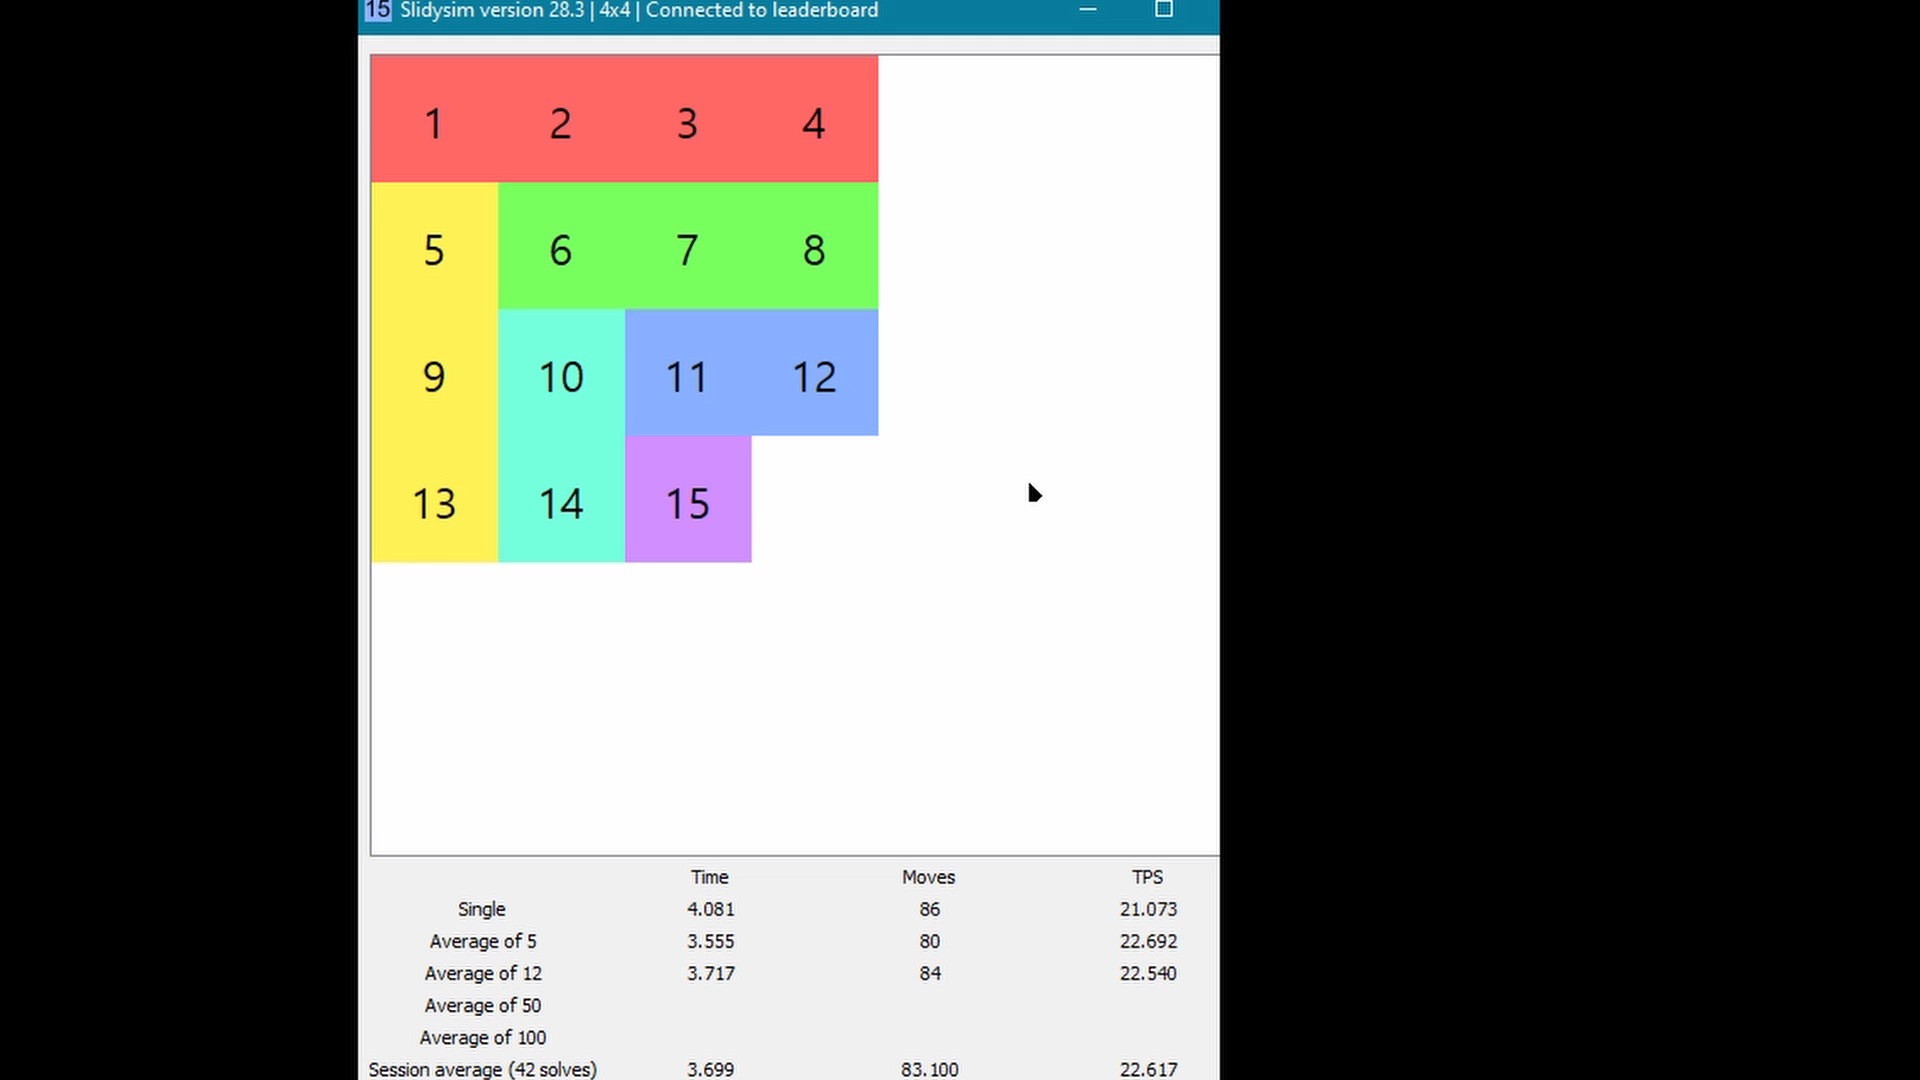 15 Slidysim version 28.3 | 4x4 | Connected to leaderboard
1 2 3 4
5 6 7 8
9 10 11 12
13 14 15
Time Moves TPS
Single 4.081 86 21.073
Average of 5 3.555 80 22.692
Average of 12 3.717 84 22.540
Average of 50
Average of 100
Session average (42 solves) 3.699 83.100 22.617